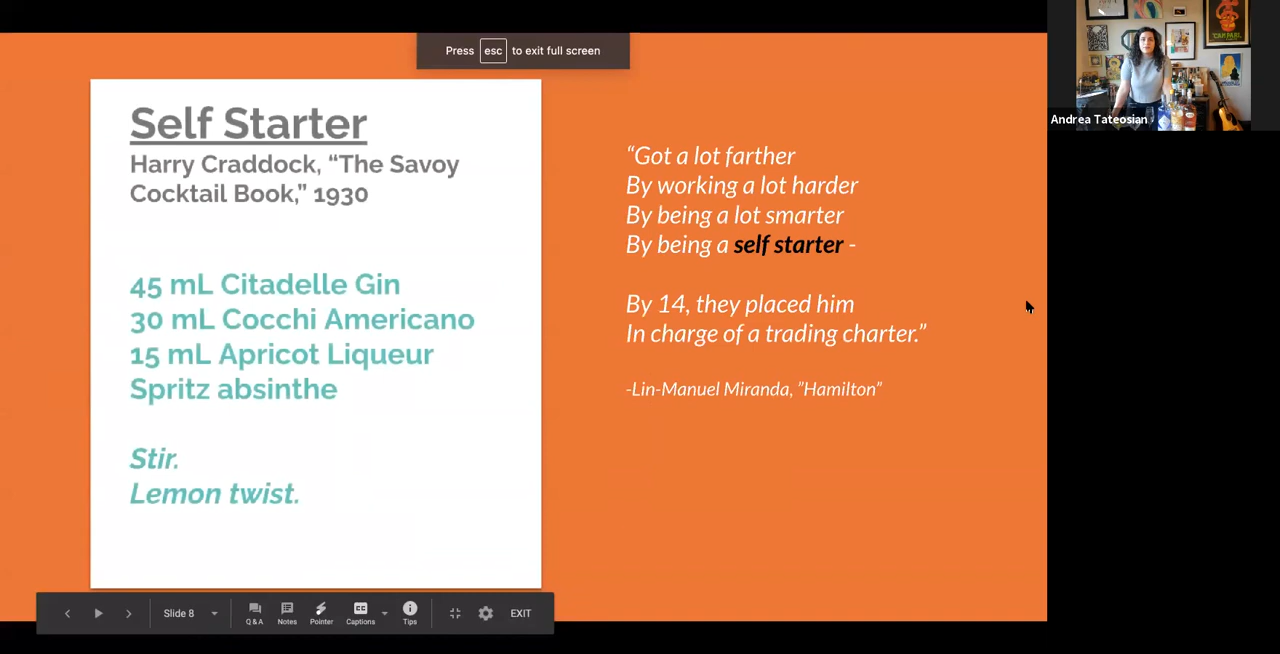 Press esc to exit full screen
Self Starter
Harry Craddock, “The Savoy
Cocktail Book,” 1930
45 mL Citadelle Gin
30 mL Cocchi Americano
15 mL Apricot Liqueur
Spritz absinthe
Stir.
Lemon twist.
“Got a lot farther
By working a lot harder
By being a lot smarter
By being a self starter -
By 14, they placed him
In charge of a trading charter.”
-Lin-Manuel Miranda, ”Hamilton”
Andrea Tateosian
CAMPARI
Slide 8
Q & A
Notes
Pointer
CC
Captions
Tips
EXIT